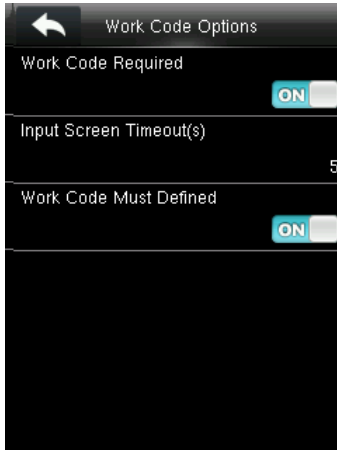 Work Code Options
Work Code Required
ON
Input Screen Timeout(s)
5
Work Code Must Defined
ON